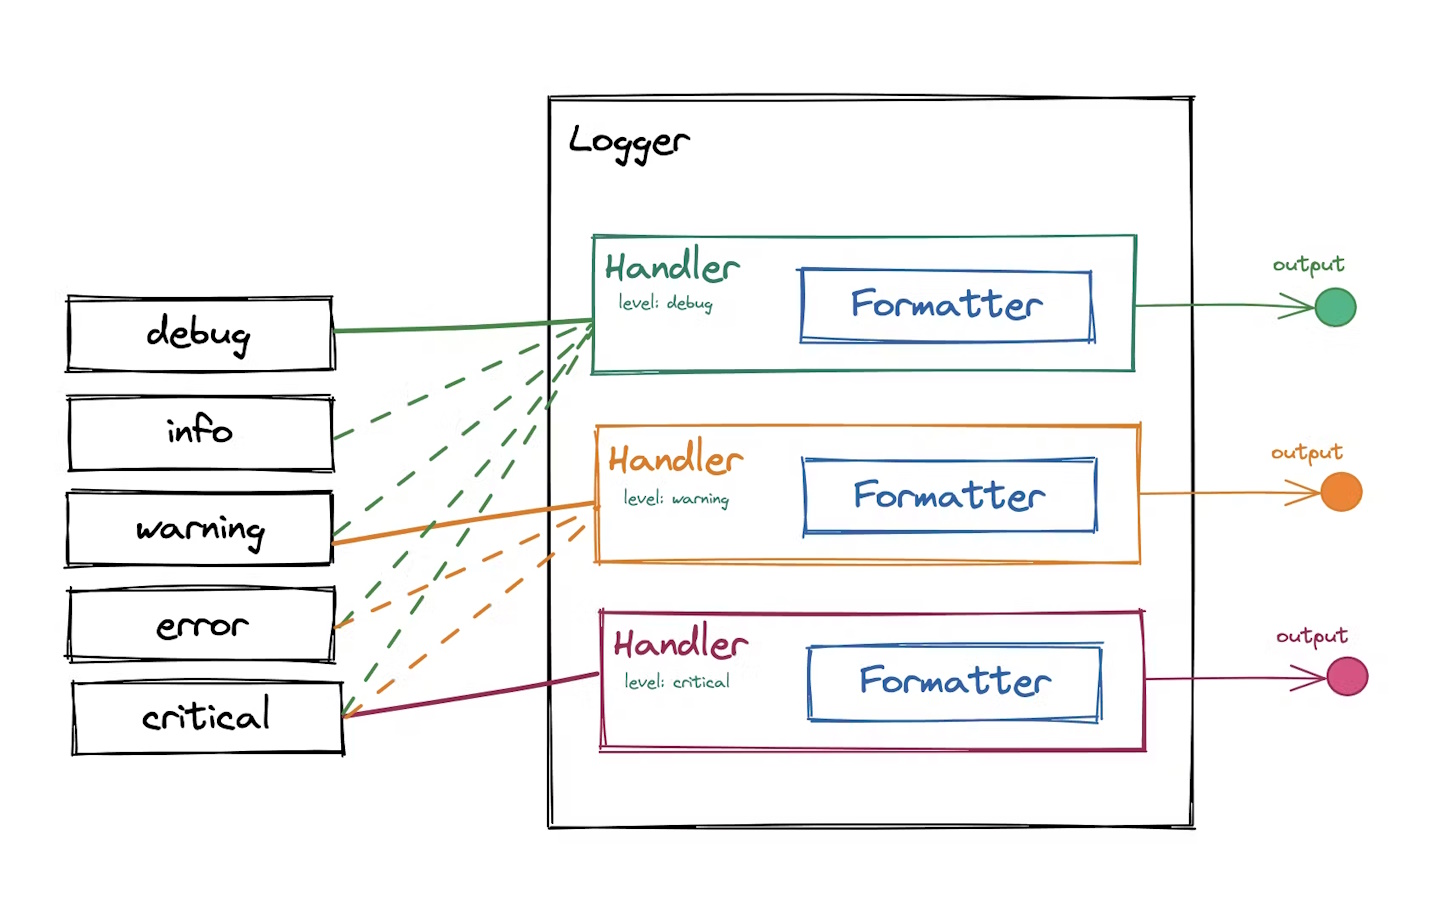 Logger
Handler
level: debug
Formatter
output
debug
info
warning
error
critical
Handler
level: warning
Formatter
output
Handler
level: critical
Formatter
output